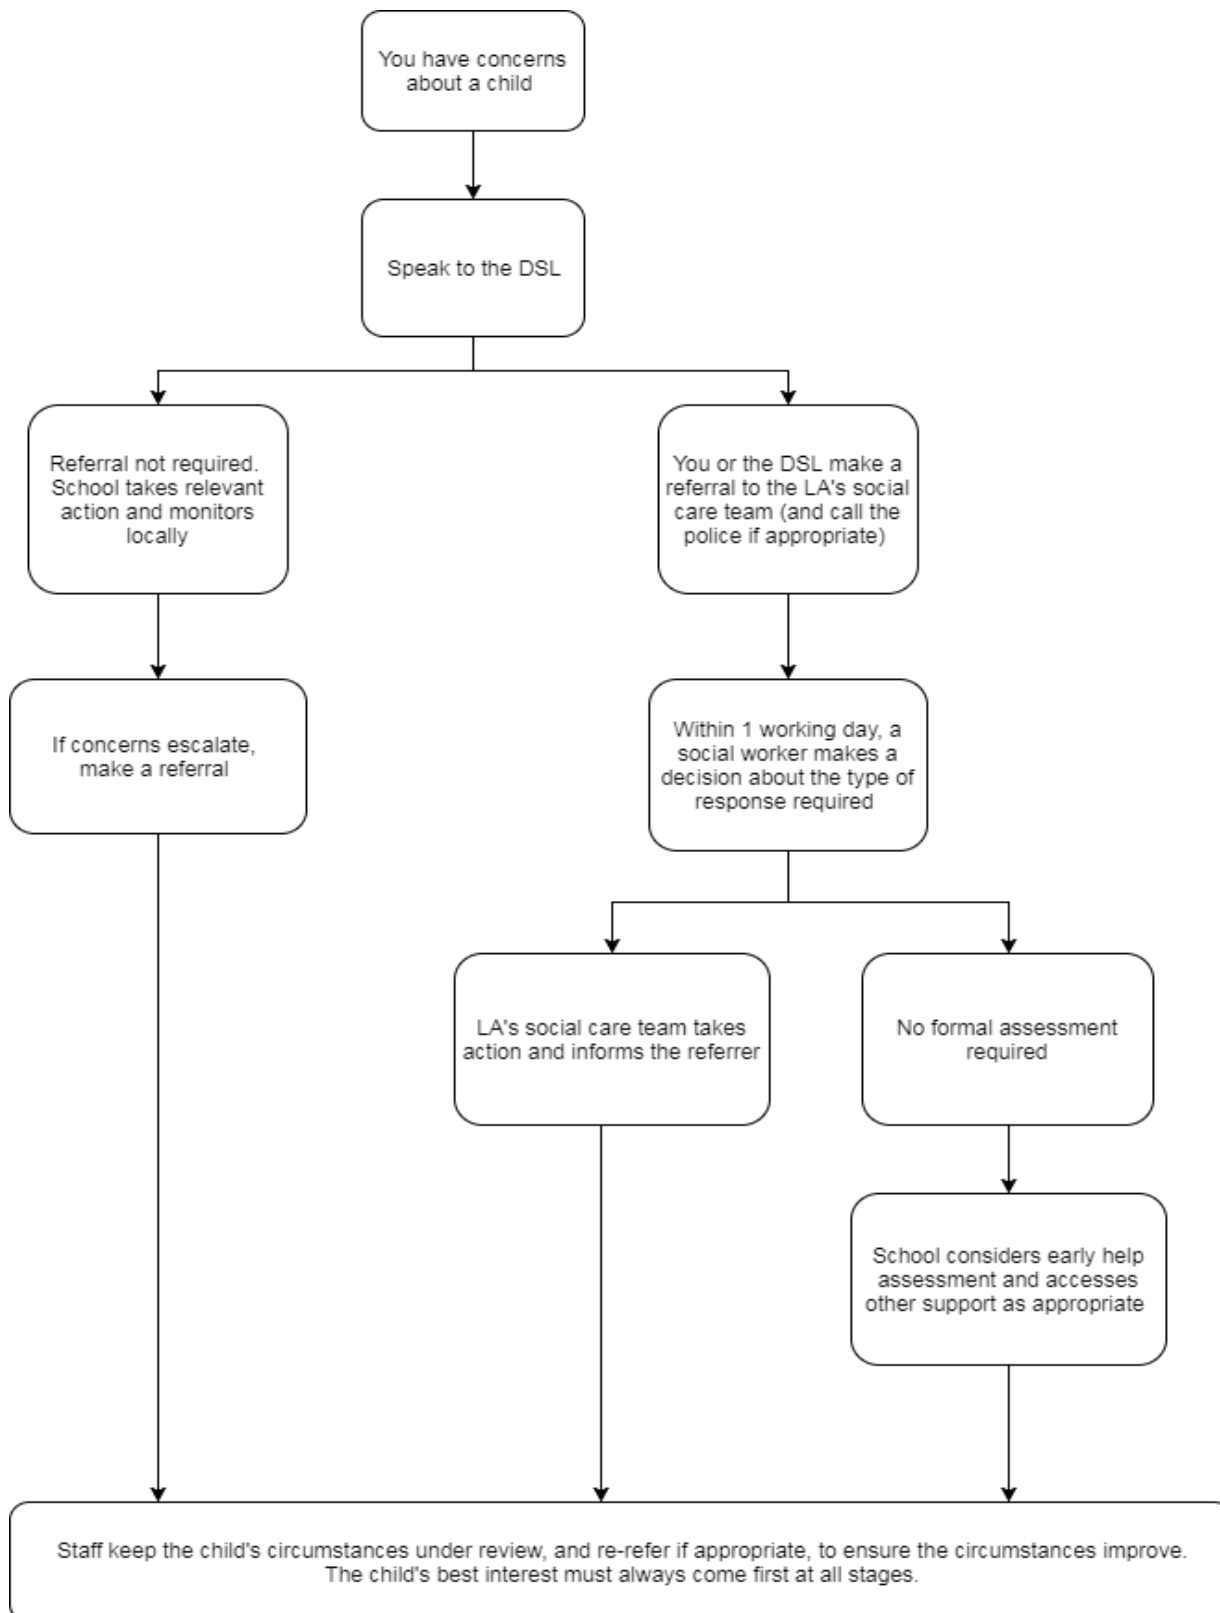 You have concerns
about a child
Speak to the DSL
Referral not required.
School takes relevant
action and monitors
locally
You or the DSL make a
referral to the LA's social
care team (and call the
police if appropriate)
If concerns escalate,
make a referral
Within 1 working day, a
social worker makes a
decision about the type of
response required
LA's social care team takes
action and informs the referrer
No formal assessment
required
School considers early help
assessment and accesses
other support as appropriate
Staff keep the child's circumstances under review, and re-refer if appropriate, to ensure the circumstances improve.
The child's best interest must always come first at all stages.